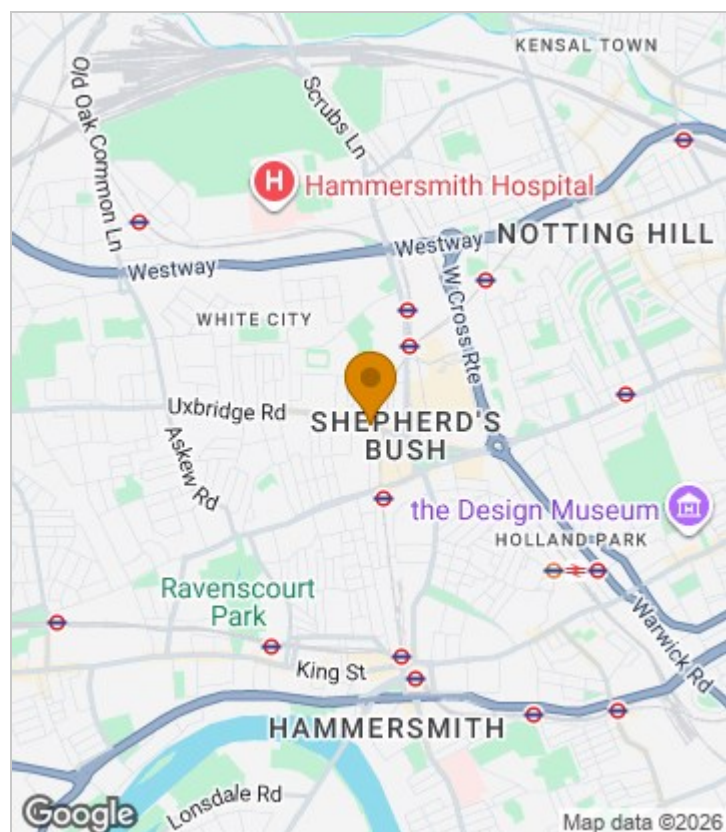 KENSAL TOWN
Old Oak Common Ln
Scrubs Ln
H
Hammersmith Hospital
NOTTING HILL
Westway
Westway
W Cross Rte
WHITE CITY
Uxbridge Rd
SHEPHERD'S
BUSH
Askew Rd
the Design Museum
HOLLAND PARK
Ravenscourt
Park
Warwick Rd
King St
HAMMERSMITH
Lonsdale Rd
Google
Map data ©2026